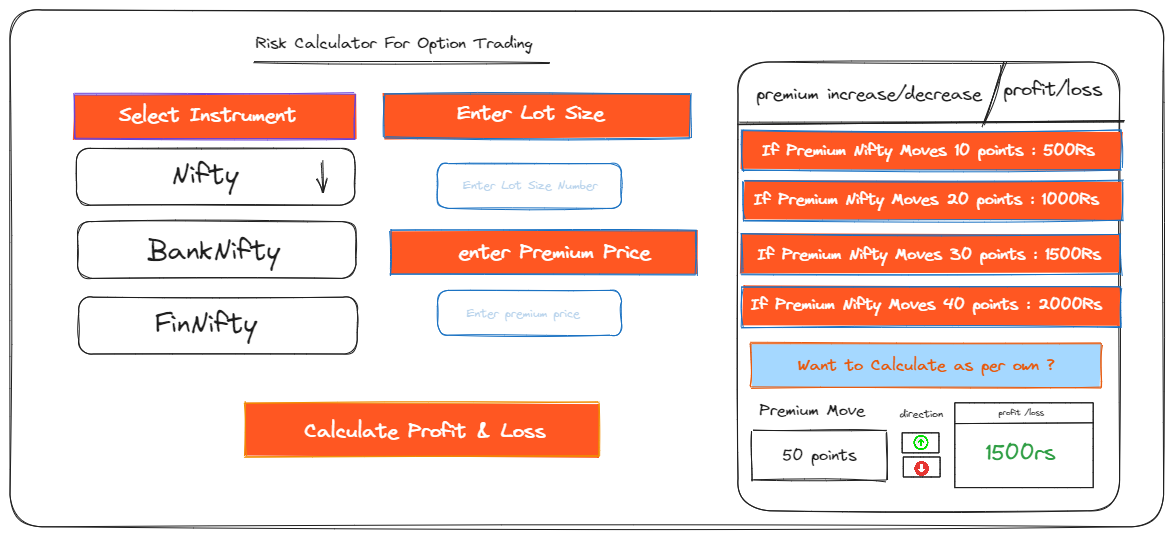 Risk Calculator For Option Trading
Select Instrument
Nifty
BankNifty
FinNifty
Enter Lot Size
Enter Lot Size Number
enter Premium Price
Enter premium price
Calculate Profit & Loss
premium increase/decrease
profit/loss
If Premium Nifty Moves 10 points : 500Rs
If Premium Nifty Moves 20 points : 1000Rs
If Premium Nifty Moves 30 points : 1500Rs
If Premium Nifty Moves 40 points : 2000Rs
Want to Calculate as per own ?
Premium Move
50 points
direction
profit /loss
1500rs